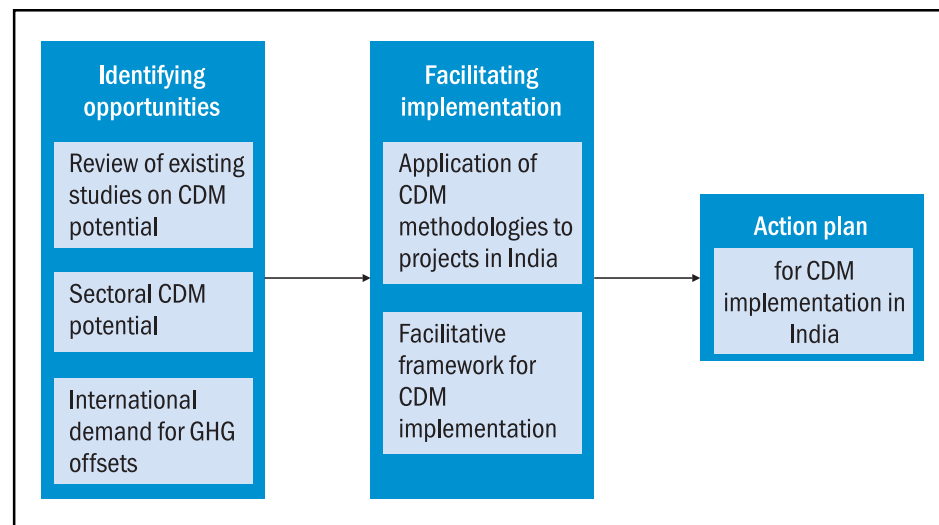 Identifying
opportunities
Review of existing
studies on CDM
potential
Sectoral CDM
potential
International
demand for GHG
offsets
Facilitating
implementation
Application of
CDM
methodologies to
projects in India
Facilitative
framework for
CDM
implementation
Action plan
for CDM
implementation in
India